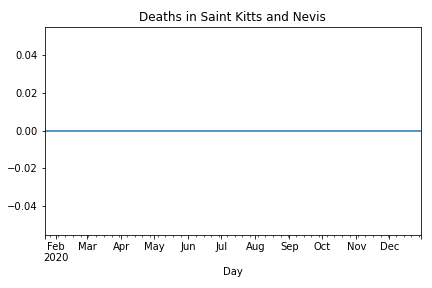 Deaths in Saint Kitts and Nevis
0.04
0.02
0.00
−0.02
−0.04
Feb Mar Apr May Jun Jul Aug Sep Oct Nov Dec
2020
Day